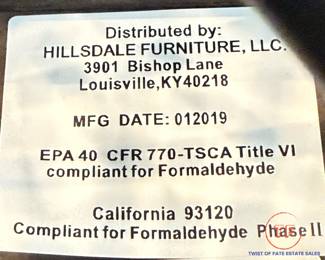 Distributed by:
HILLSDALE FURNITURE, LLC.
3901 Bishop Lane
Louisville,KY40218
MFG DATE: 012019
EPA 40 CFR 770-TSCA Title VI
compliant for Formaldehyde
California 93120
Compliant for Formaldehyde Phase II
TWIST OF FATE ESTATE SALES